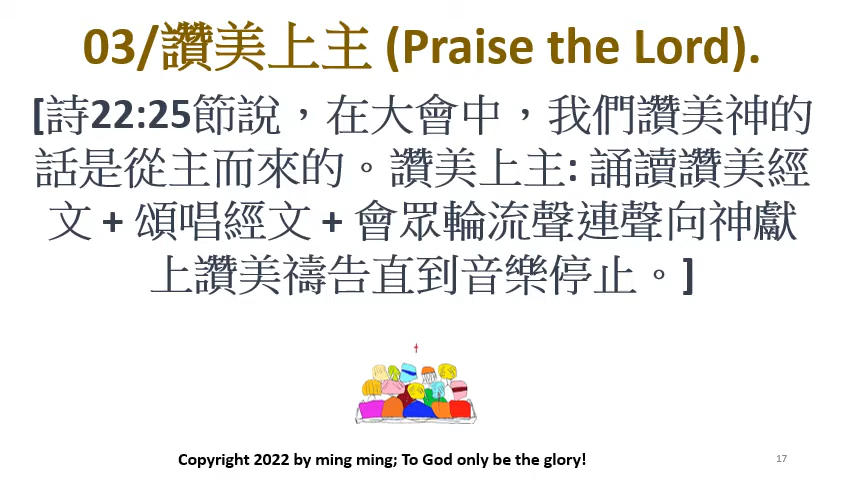 03/讚美上主 (Praise the Lord).
[詩22:25節說，在大會中，我們讚美神的
話是從主而來的。讚美上主: 誦讀讚美經
文 + 頌唱經文 + 會眾輪流聲連聲向神獻
上讚美禱告直到音樂停止。]
Copyright 2022 by ming ming; To God only be the glory!
17